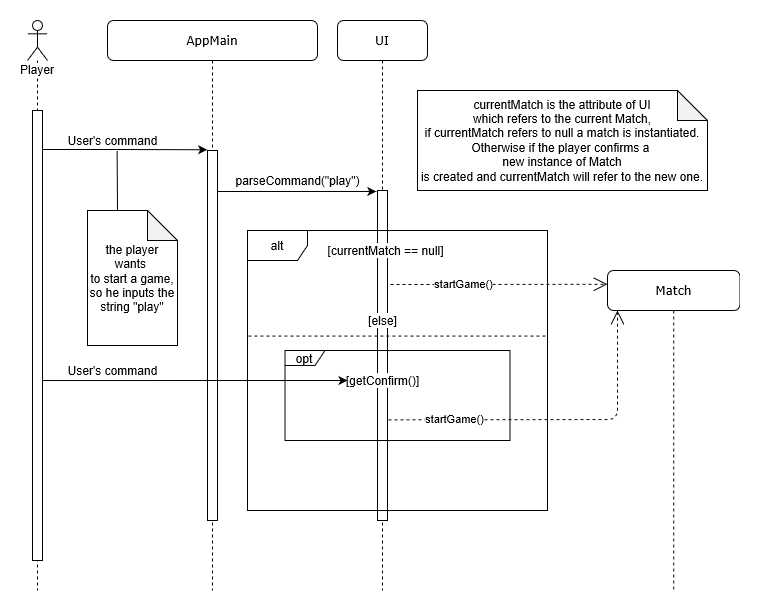 AppMain
UI
Player
currentMatch is the attribute of UI
which refers to the current Match,
if currentMatch refers to null a match is instantiated.
Otherwise if the player confirms a
new instance of Match
is created and currentMatch will refer to the new one.
User's command
parseCommand("play")
the player
wants
to start a game,
so he inputs the
string "play"
alt
[currentMatch == null]
startGame()
Match
[else]
opt
User's command
[getConfirm()]
startGame()